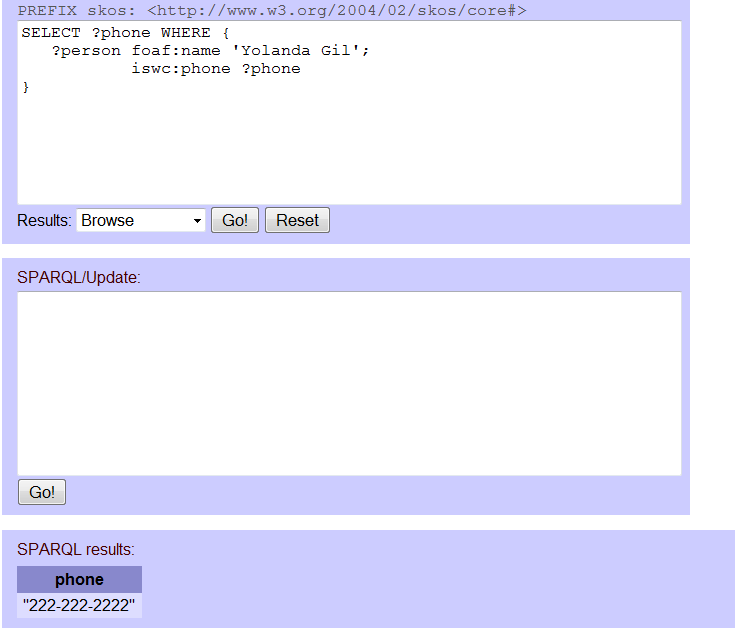 PREFIX skos: <http://www.w3.org/2004/02/skos/core#>
SELECT ?phone WHERE {
?person foaf:name 'Yolanda Gil';
iswc:phone ?phone
}
Results: Browse Go! Reset
SPARQL/Update:
Go!
SPARQL results:
phone
"222-222-2222"